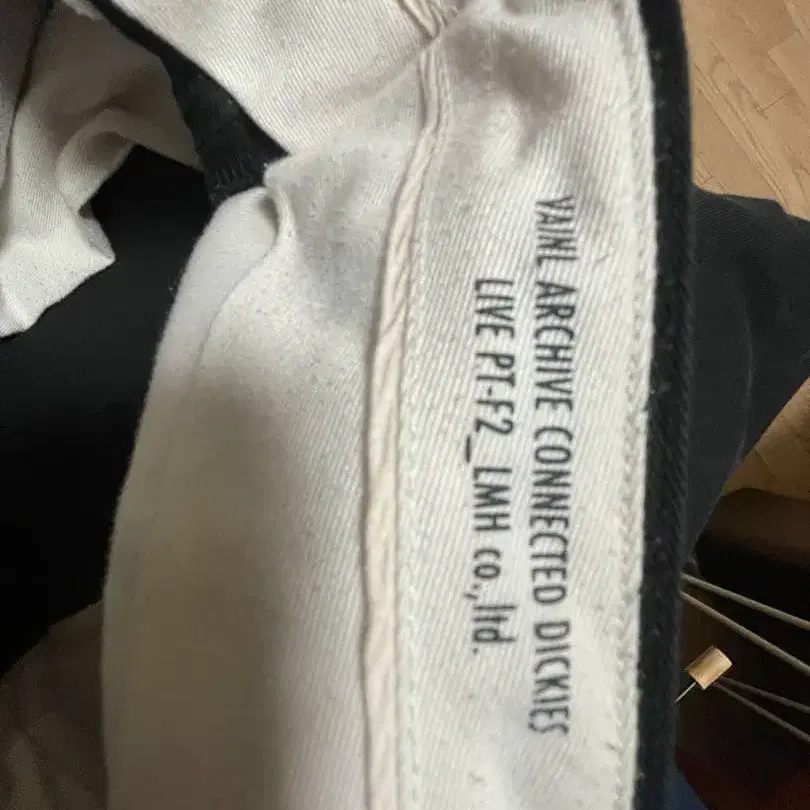 VAINL ARCHIVE CONNECTED DICKIES
LIVE PT-F2_LMH co.,ltd.